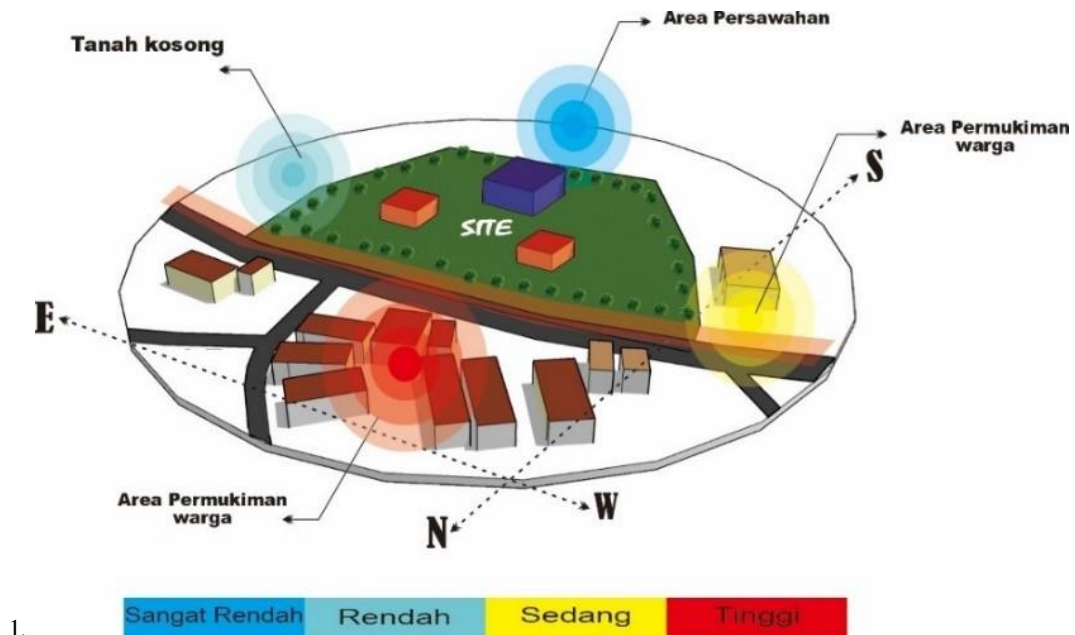 Area Persawahan
Tanah kosong
Area Permukiman
warga
S
SITE
E
Area Permukiman
warga
N
W
Sangat Rendah Rendah Sedang Tinggi
1.